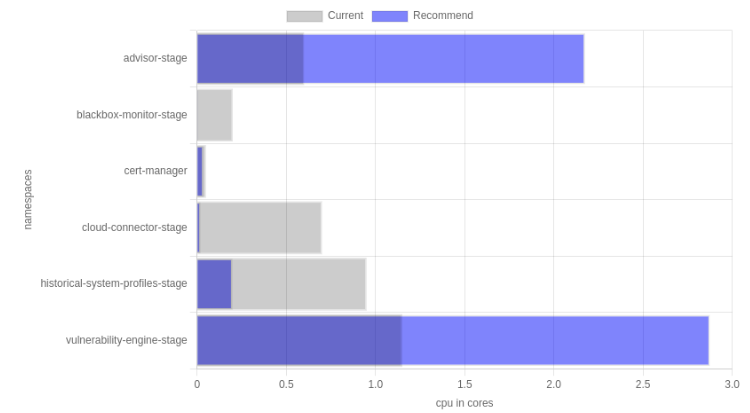 Current Recommend
advisor-stage
blackbox-monitor-stage
cert-manager
cloud-connector-stage
historical-system-profiles-stage
vulnerability-engine-stage
namespaces
0 0.5 1.0 1.5 2.0 2.5 3.0
cpu in cores